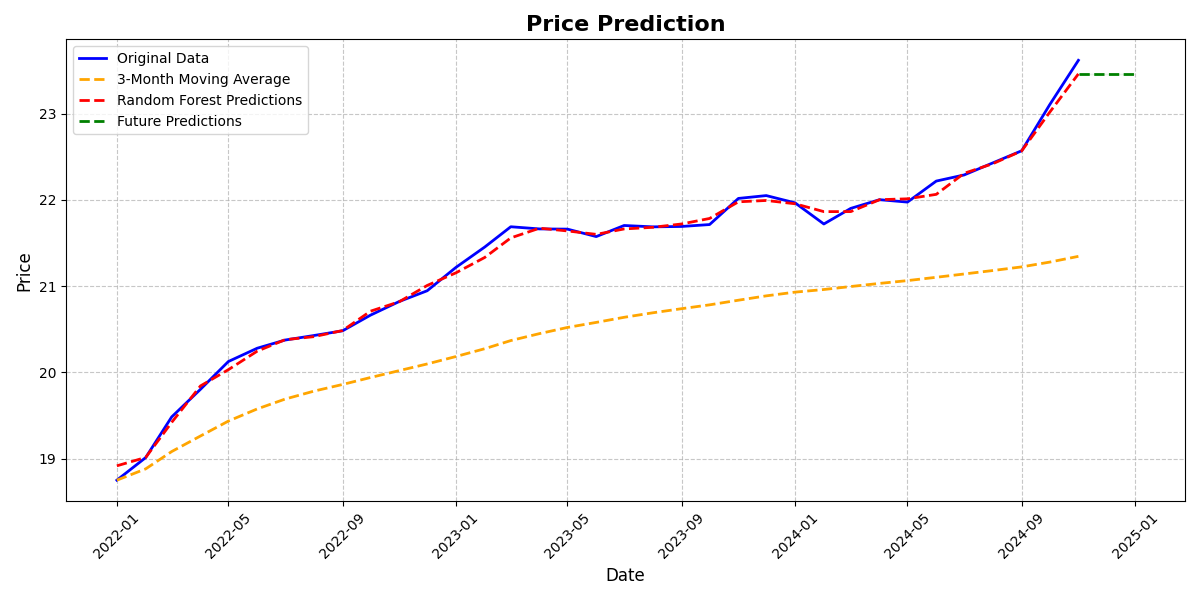 Price Prediction
Original Data
3-Month Moving Average
Random Forest Predictions
Future Predictions
Price
23
22
21
20
19
2022-01
2022-05
2022-09
2023-01
2023-05
2023-09
2024-01
2024-05
2024-09
2025-01
Date